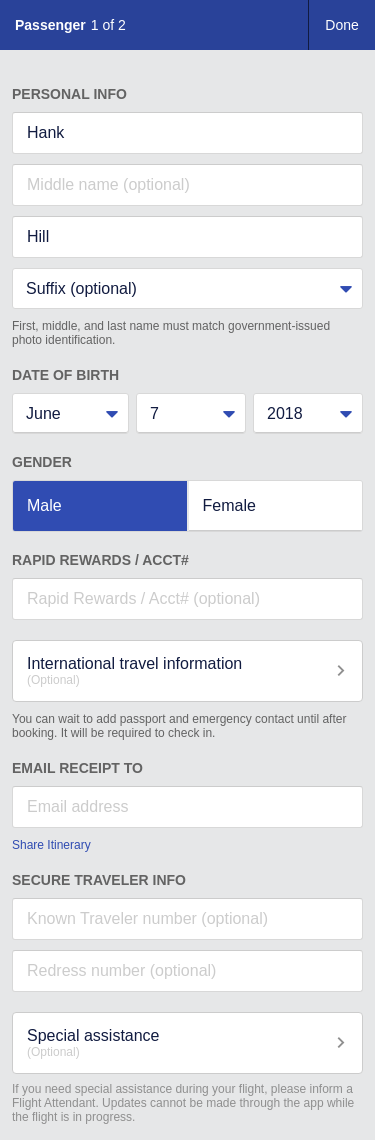 Passenger 1 of 2
Done
PERSONAL INFO
Hank
Middle name (optional)
Hill
Suffix (optional)
First, middle, and last name must match government-issued
photo identification.
DATE OF BIRTH
June 7 2018
GENDER
Male Female
RAPID REWARDS / ACCT#
Rapid Rewards / Acct# (optional)
International travel information
(Optional)
You can wait to add passport and emergency contact until after
booking. It will be required to check in.
EMAIL RECEIPT TO
Email address
Share Itinerary
SECURE TRAVELER INFO
Known Traveler number (optional)
Redress number (optional)
Special assistance
(Optional)
If you need special assistance during your flight, please inform a
Flight Attendant. Updates cannot be made through the app while
the flight is in progress.